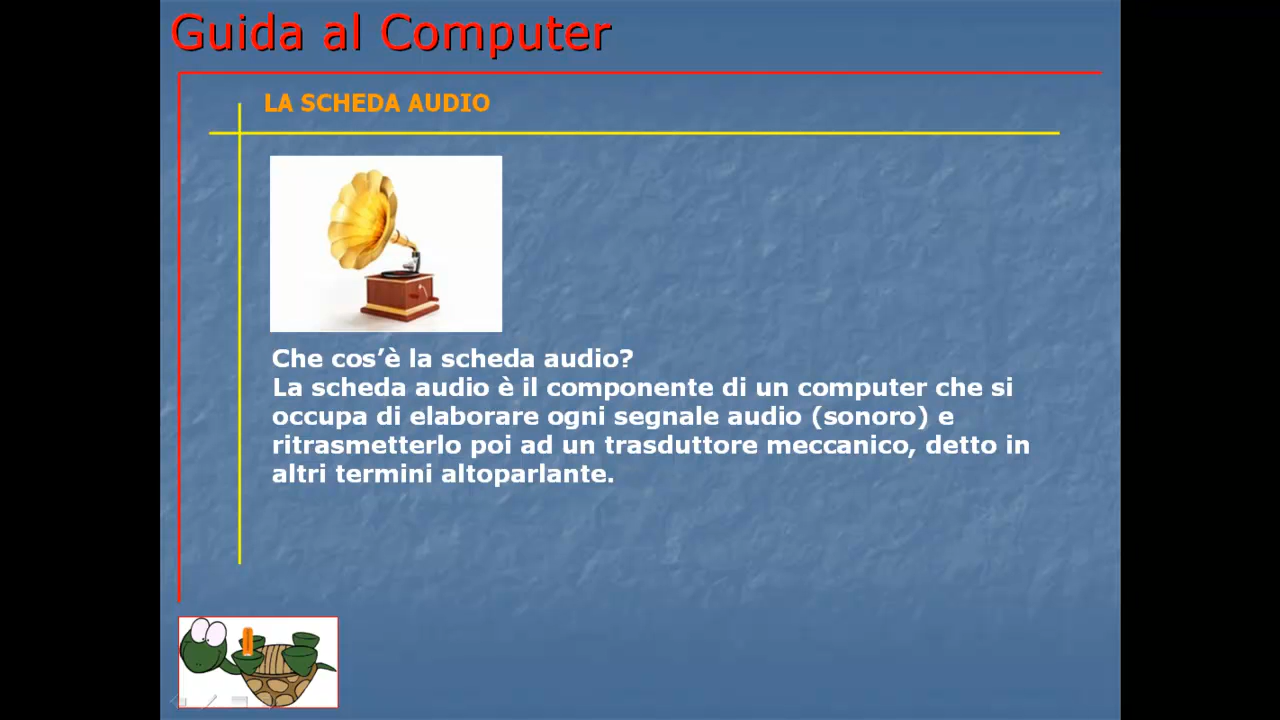 Guida al Computer
LA SCHEDA AUDIO
Che cos’è la scheda audio?
La scheda audio è il componente di un computer che si
occupa di elaborare ogni segnale audio (sonoro) e
ritrasmetterlo poi ad un trasduttore meccanico, detto in
altri termini altoparlante.